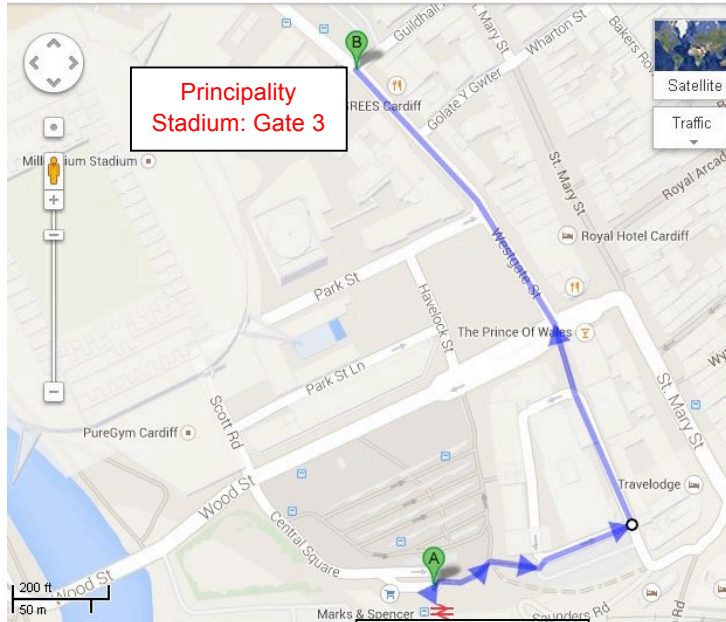 B
Guildhall
St. Mary St
Wharton St
Bakers Row
Satellite
Principality
Stadium: Gate 3
GREES Cardiff
Golate Y Gwter
Traffic
Mill ium Stadium
St. Mary St
Royal Arcad
Royal Hotel Cardiff
Westgate St
Park St
Havelock St
The Prince Of Wales
Park St Ln
St. Mary St
Scott Rd
PureGym Cardiff
Wood St
Travelodge
Central Square
A
Wood St
200 ft
50 m
Marks & Spencer
Saunders Rd